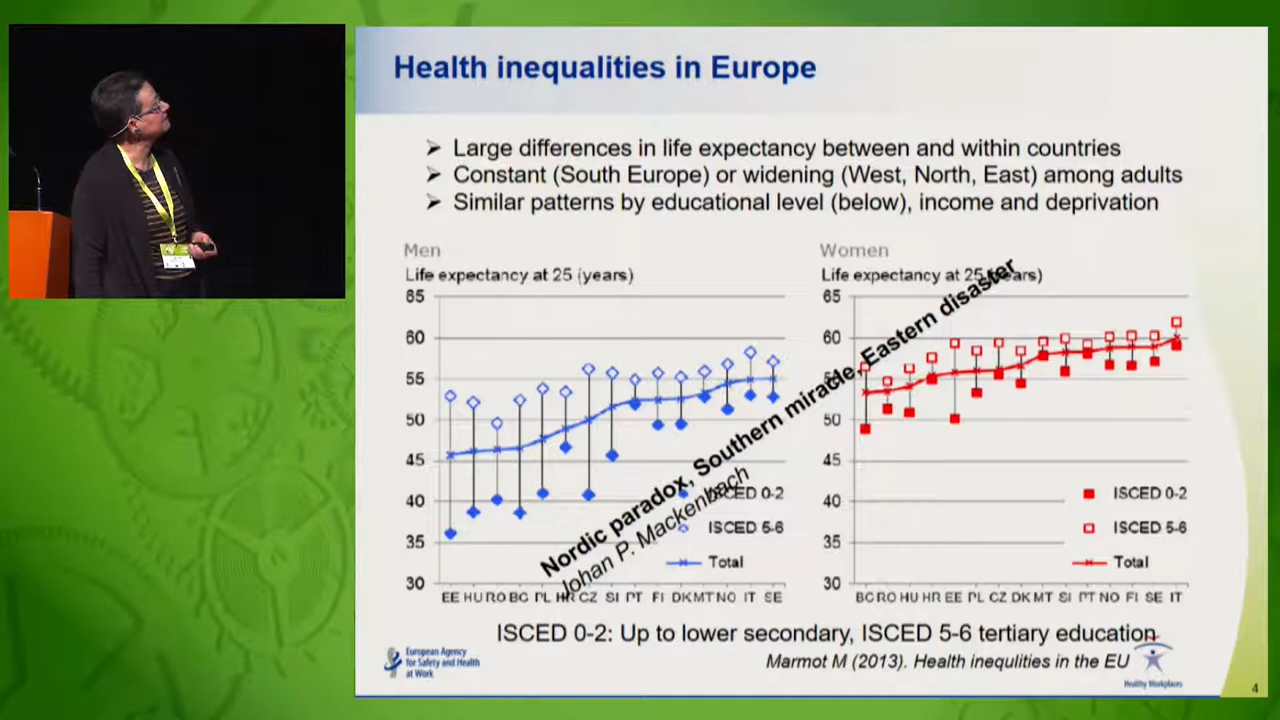 Health inequalities in Europe
Large differences in life expectancy between and within countries
Constant (South Europe) or widening (West, North, East) among adults
Similar patterns by educational level (below), income and deprivation
Men
Life expectancy at 25 (years)
65
60
55
50
45
40
35
30
EE HU RO BG PL HR CZ SI PT FI DK MT NO IT SE
ISCED 0-2
ISCED 5-6
Total
Women
Life expectancy at 25 (years)
65
60
55
50
45
40
35
30
BG RO HU HR EE PL CZ DK MT SI PT NO FI SE IT
ISCED 0-2
ISCED 5-6
Total
Nordic paradox, Southern miracle, Eastern disaster
Johan P. Mackenbach
ISCED 0-2: Up to lower secondary, ISCED 5-6 tertiary education
Marmot M (2013). Health inequlities in the EU
European Agency
for Safety and Health
at Work
Healthy Workplaces
4